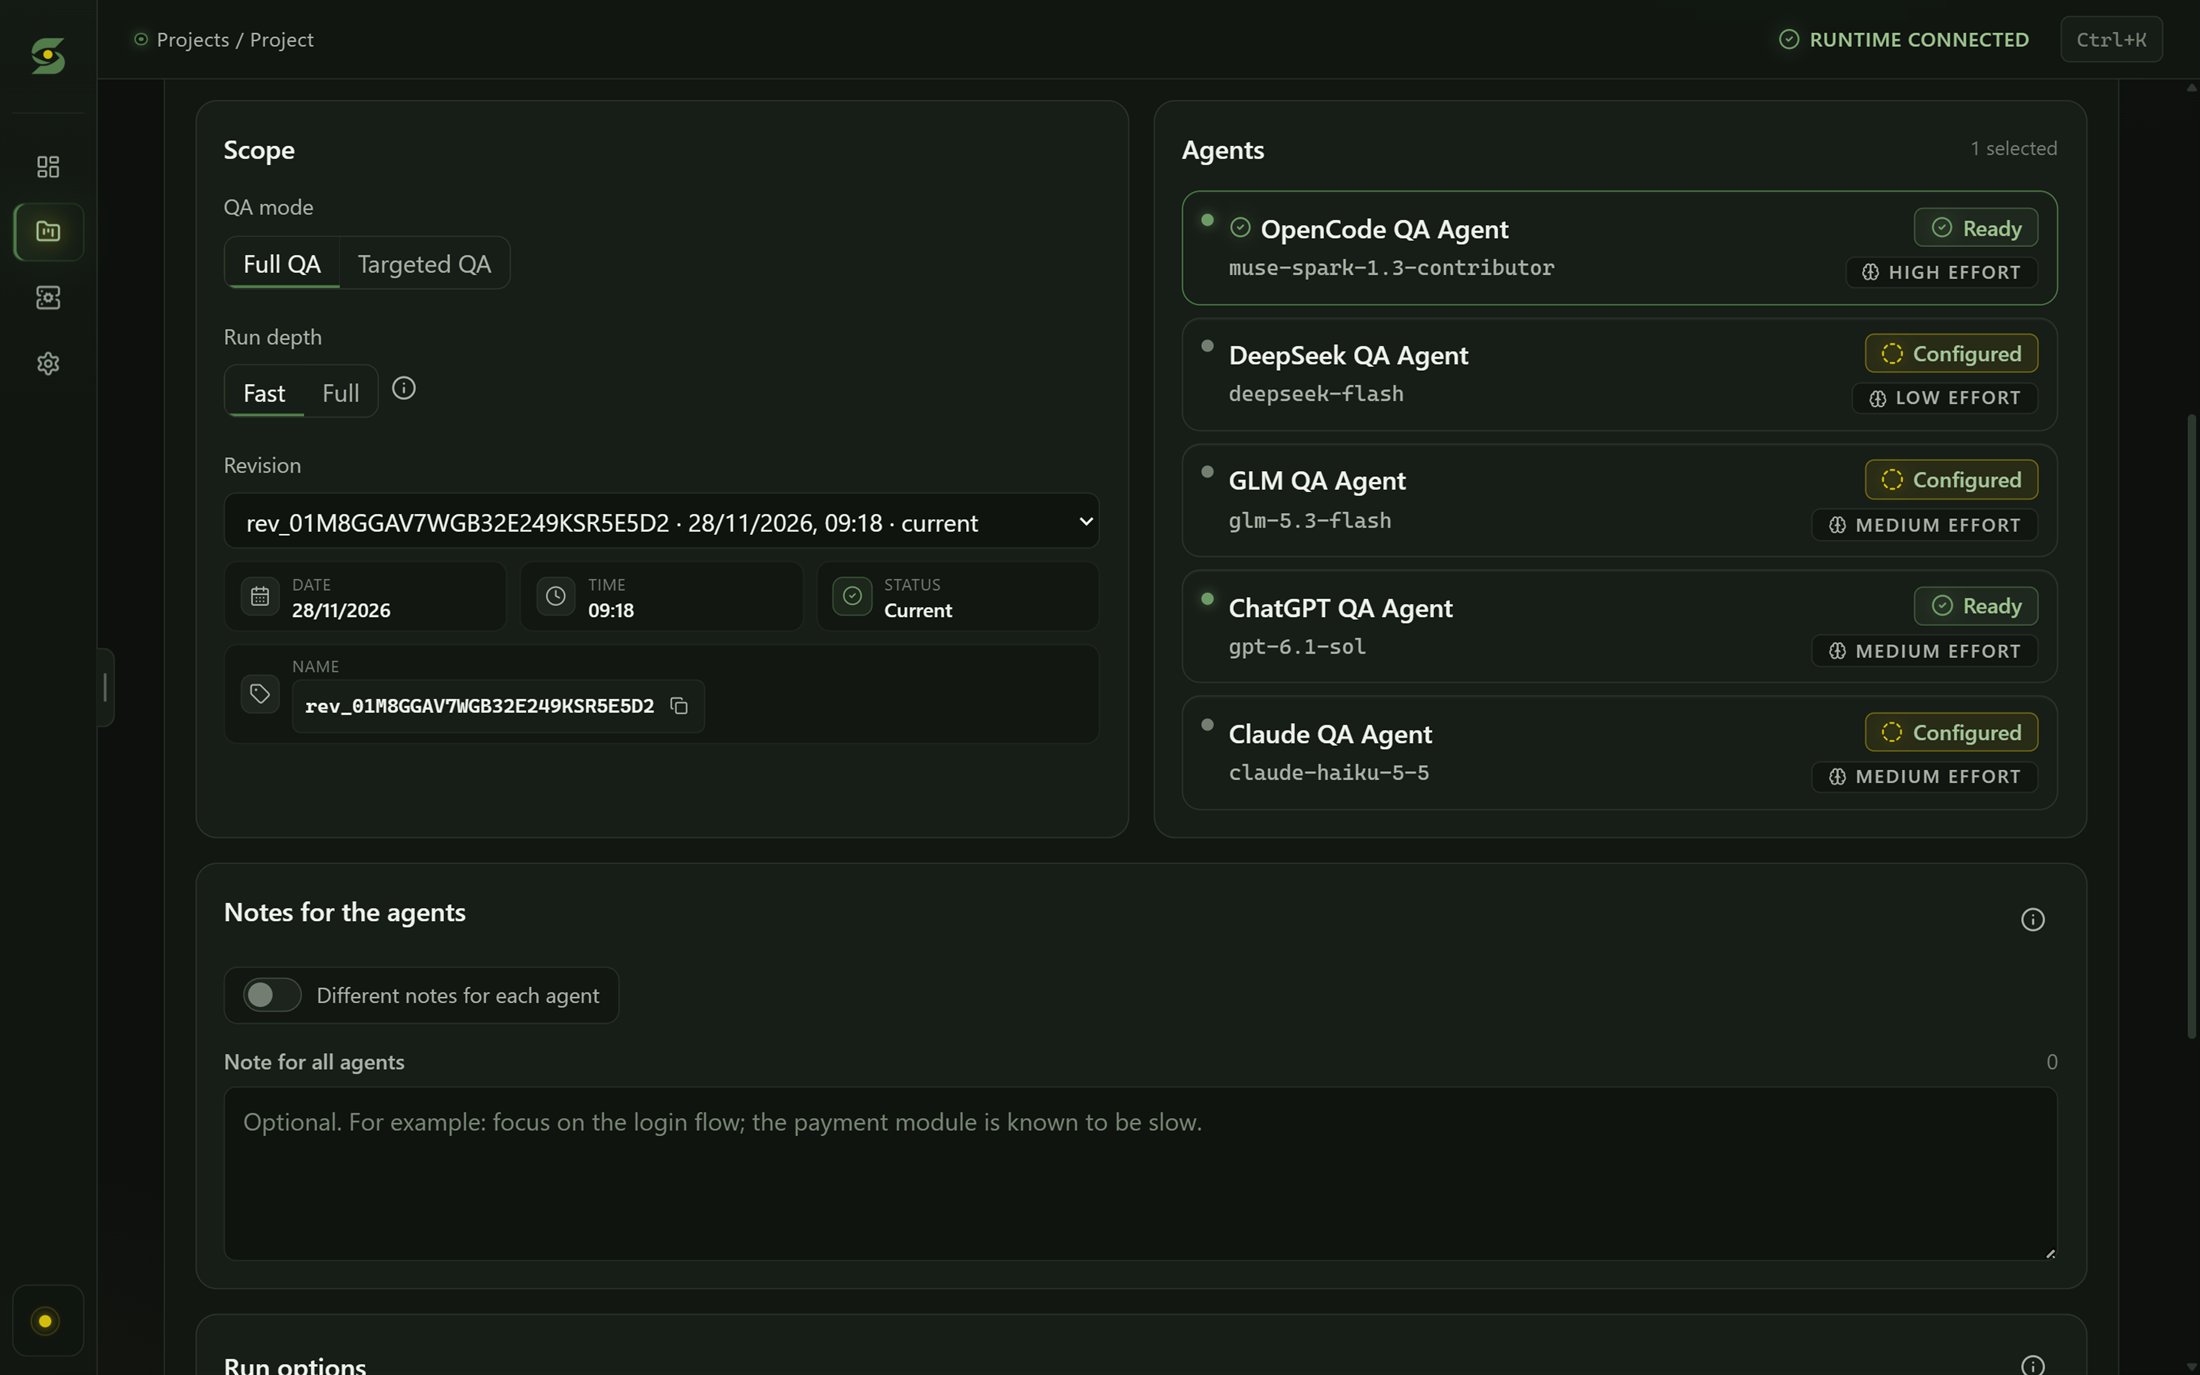 Projects / Project
RUNTIME CONNECTED
Ctrl+K
Scope
QA mode
Full QA
Targeted QA
Run depth
Fast
Full
Revision
rev_01M8GGAV7WGB32E249KSR5E5D2 · 28/11/2026, 09:18 · current
DATE
28/11/2026
TIME
09:18
STATUS
Current
NAME
rev_01M8GGAV7WGB32E249KSR5E5D2
Agents
1 selected
OpenCode QA Agent
Ready
muse-spark-1.3-contributor
HIGH EFFORT
DeepSeek QA Agent
Configured
deepseek-flash
LOW EFFORT
GLM QA Agent
Configured
glm-5.3-flash
MEDIUM EFFORT
ChatGPT QA Agent
Ready
gpt-6.1-sol
MEDIUM EFFORT
Claude QA Agent
Configured
claude-haiku-5-5
MEDIUM EFFORT
Notes for the agents
Different notes for each agent
Note for all agents
0
Optional. For example: focus on the login flow; the payment module is known to be slow.
Run options